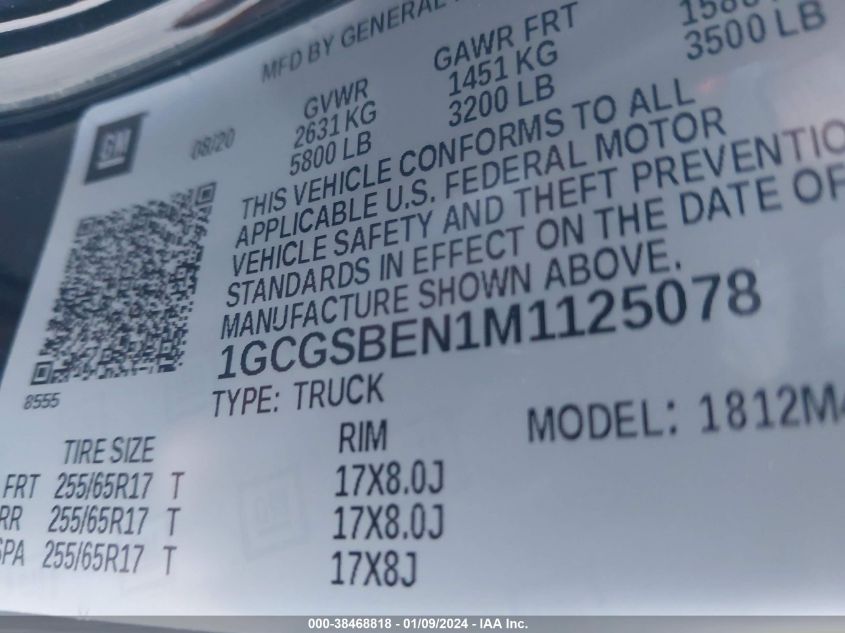 MFD BY GENERAL
GM
08/20
GVWR
2631 KG
5800 LB
GAWR FRT
1451 KG
3200 LB
3500 LB
THIS VEHICLE CONFORMS TO ALL
APPLICABLE U.S. FEDERAL MOTOR
VEHICLE SAFETY AND THEFT PREVENTIO
STANDARDS IN EFFECT ON THE DATE OF
MANUFACTURE SHOWN ABOVE.
1GCGSBEN1M1125078
8555
TYPE: TRUCK
MODEL: 1812M4
TIRE SIZE RIM
FRT 255/65R17 T 17X8.0J
RR 255/65R17 T 17X8.0J
SPA 255/65R17 T 17X8J
000-38468818 - 01/09/2024 - IAA Inc.